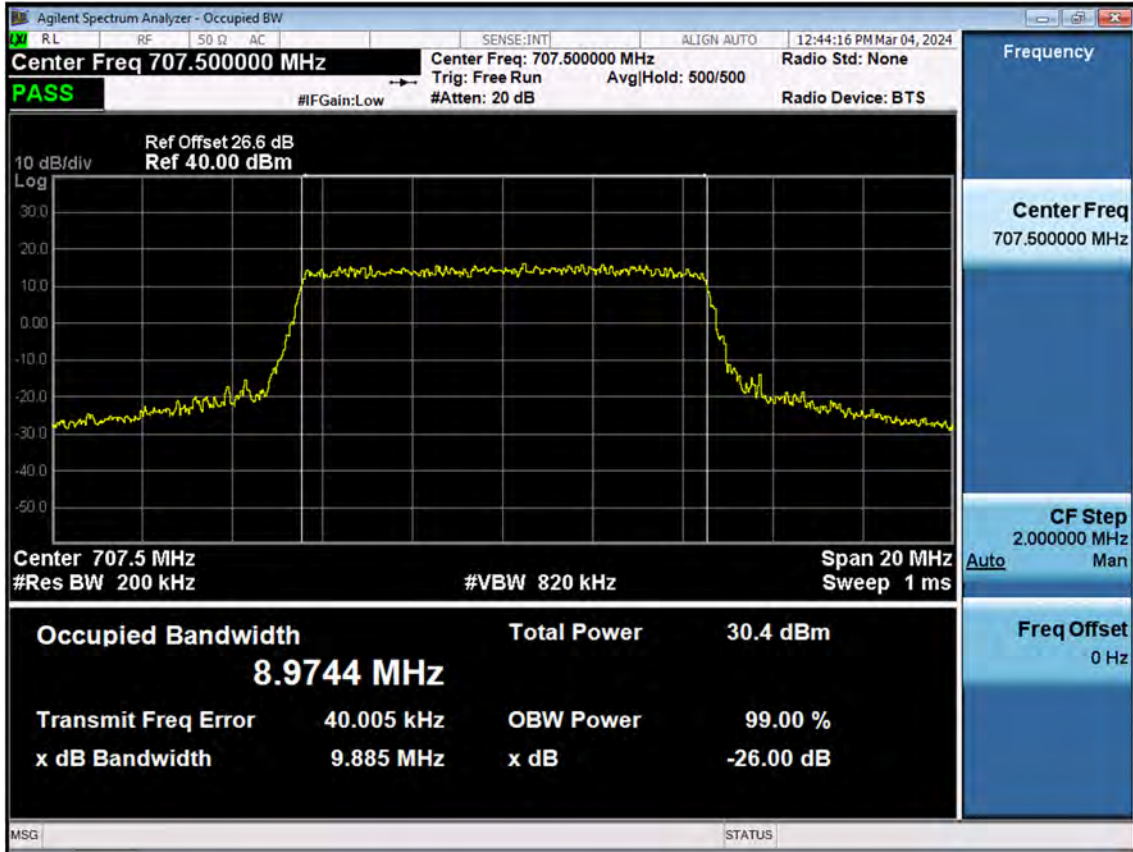 Agilent Spectrum Analyzer - Occupied BW
LXI RL RF 50 Ω AC SENSE:INT ALIGN AUTO 12:44:16 PM Mar 04, 2024
Center Freq 707.500000 MHz
Center Freq: 707.500000 MHz
Radio Std: None
Trig: Free Run
Avg|Hold: 500/500
PASS
#IFGain:Low
#Atten: 20 dB
Radio Device: BTS
Ref Offset 26.6 dB
10 dB/div
Ref 40.00 dBm
Log
30.0
20.0
10.0
0.00
-10.0
-20.0
-30.0
-40.0
-50.0
Center 707.5 MHz
Span 20 MHz
#Res BW 200 kHz
#VBW 820 kHz
Sweep 1 ms
Occupied Bandwidth
Total Power 30.4 dBm
8.9744 MHz
Transmit Freq Error 40.005 kHz
OBW Power 99.00 %
x dB Bandwidth 9.885 MHz
x dB -26.00 dB
MSG
STATUS
Frequency
Center Freq
707.500000 MHz
CF Step
2.000000 MHz
Auto Man
Freq Offset
0 Hz